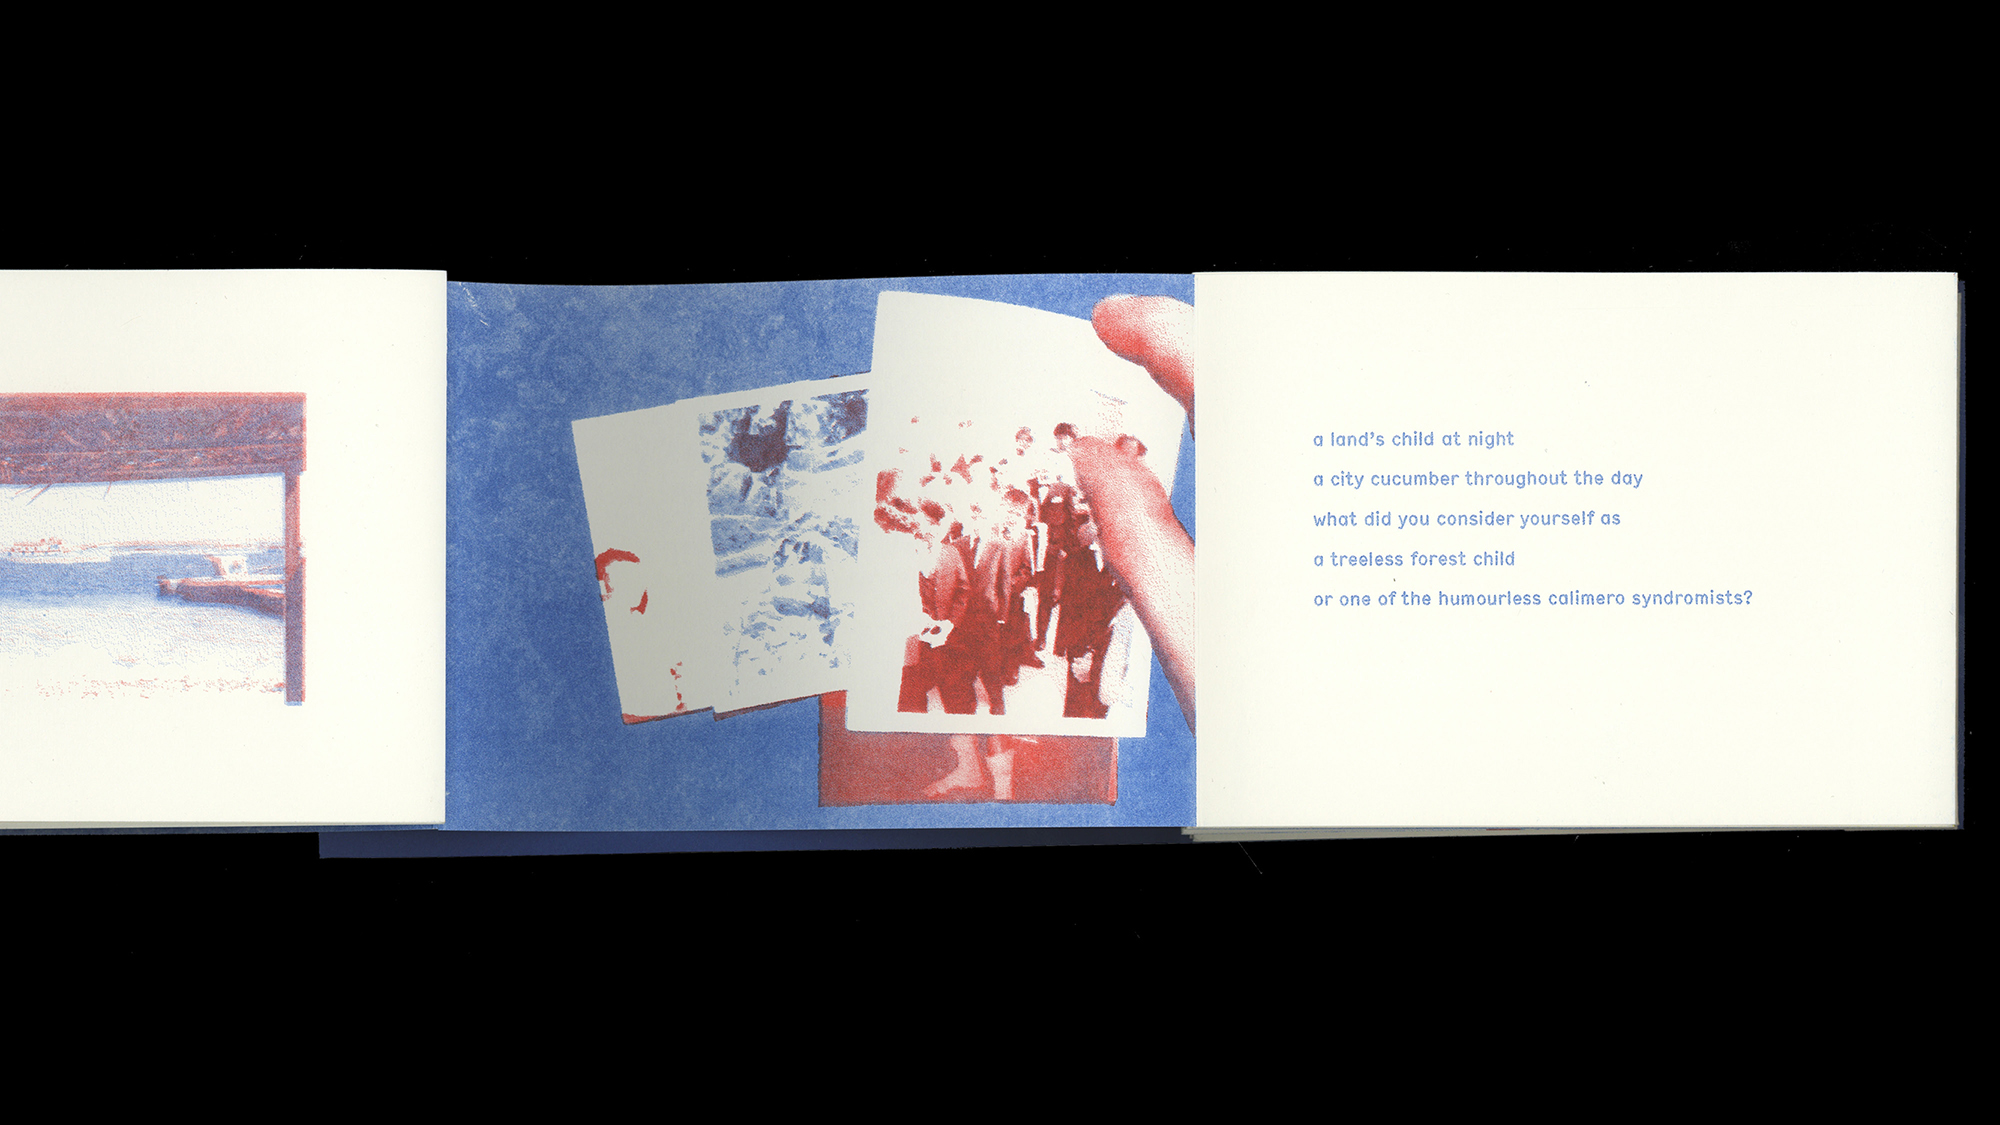 a land's child at night
a city cucumber throughout the day
what did you consider yourself as
a treeless forest child
or one of the humourless calimero syndromists?